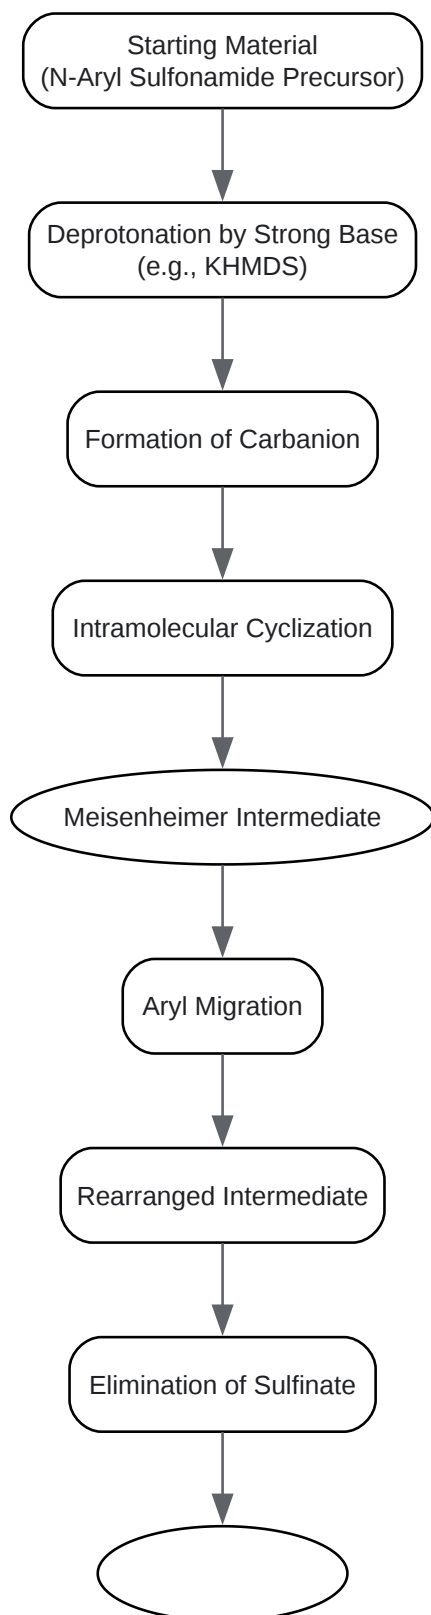 Starting Material
(N-Aryl Sulfonamide Precursor)
Deprotonation by Strong Base
(e.g., KHMDS)
Formation of Carbanion
Intramolecular Cyclization
Meisenheimer Intermediate
Aryl Migration
Rearranged Intermediate
Elimination of Sulfinate